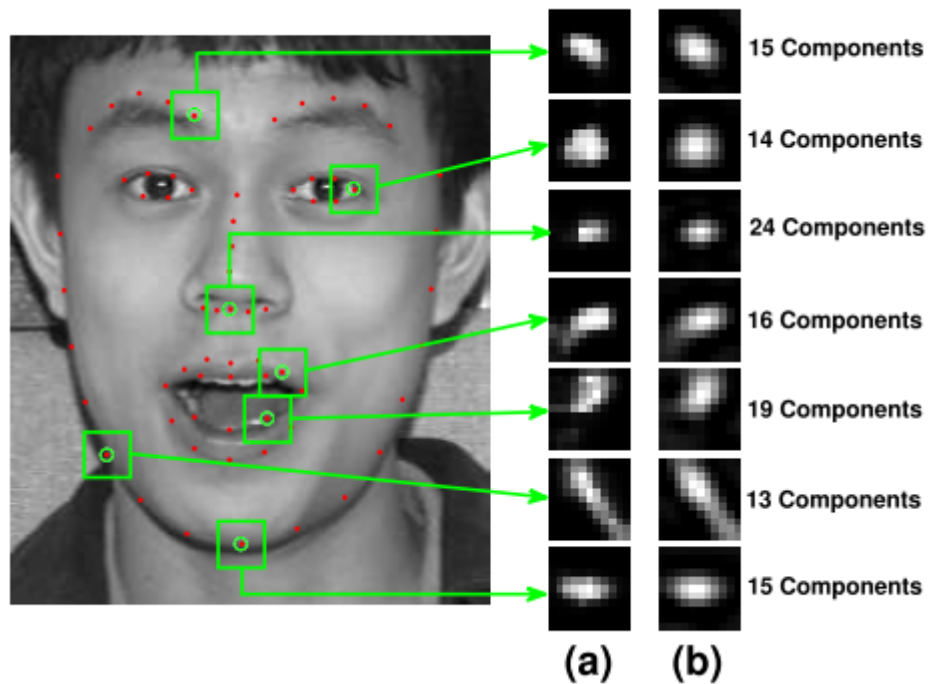 15 Components
14 Components
24 Components
16 Components
19 Components
13 Components
15 Components
(a) (b)